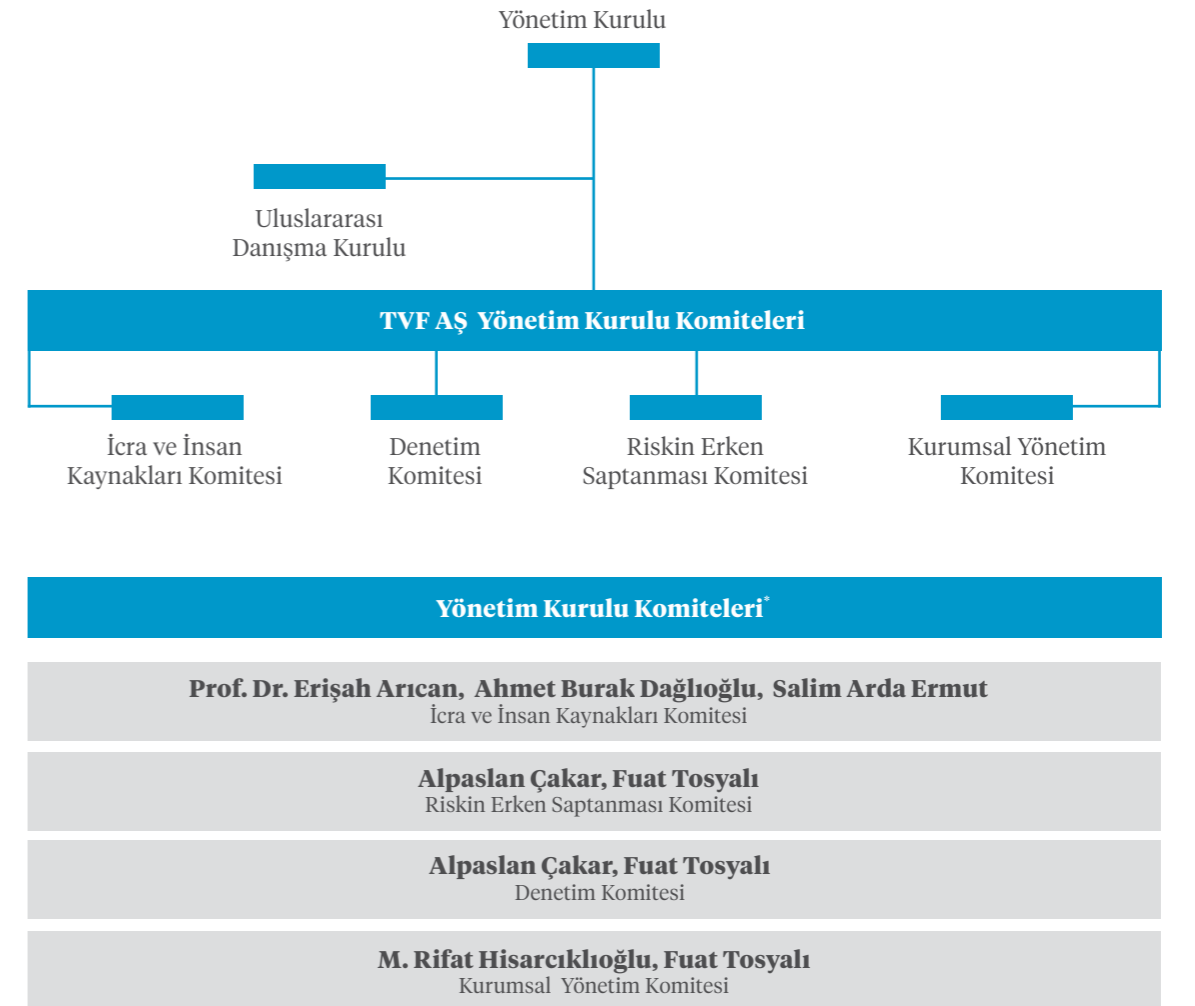 Yönetim Kurulu
Uluslararası
Danışma Kurulu
TVF AŞ Yönetim Kurulu Komiteleri
İcra ve İnsan
Kaynakları Komitesi
Denetim
Komitesi
Riskin Erken
Saptanması Komitesi
Kurumsal Yönetim
Komitesi
Yönetim Kurulu Komiteleri*
Prof. Dr. Erişah Arıcan, Ahmet Burak Dağlıoğlu, Salim Arda Ermut
İcra ve İnsan Kaynakları Komitesi
Alpaslan Çakar, Fuat Tosyalı
Riskin Erken Saptanması Komitesi
Alpaslan Çakar, Fuat Tosyalı
Denetim Komitesi
M. Rifat Hisarcıklıoğlu, Fuat Tosyalı
Kurumsal Yönetim Komitesi